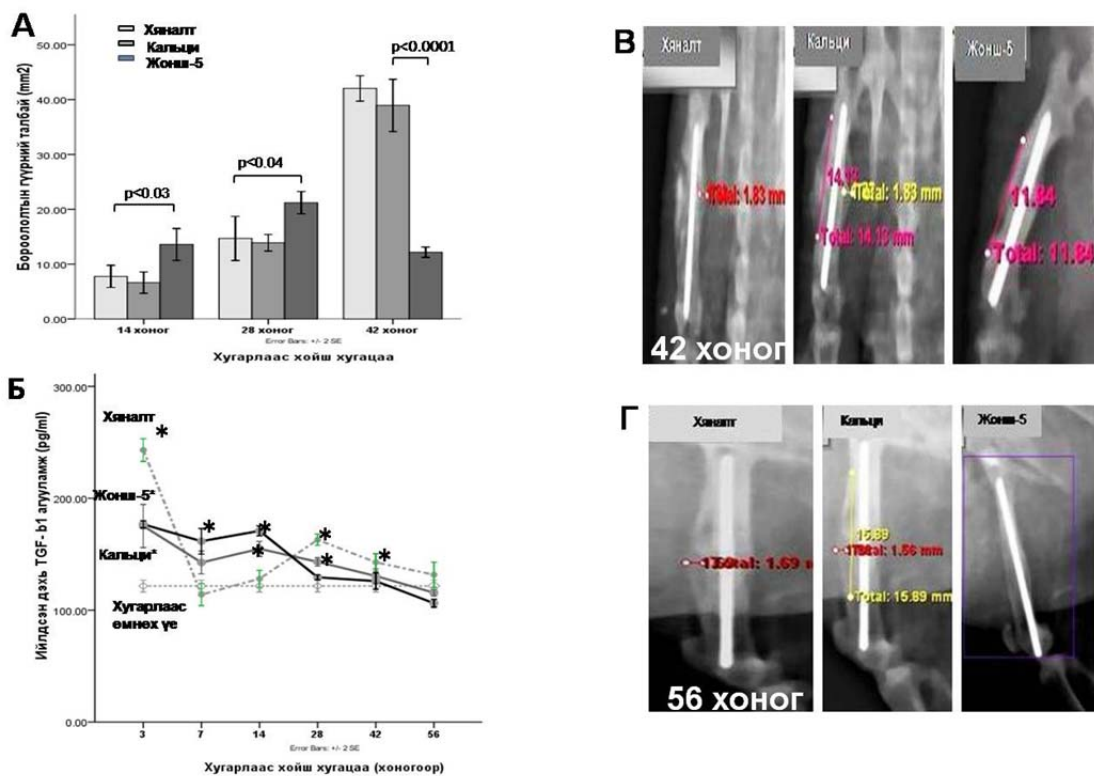 А
Хяналт
Кальци
Жонш-5
Бороололтын гүүрний талбай (mm2)
50.00
40.00
30.00
20.00
10.00
.00
p<0.03
p<0.04
p<0.0001
14 хоног
28 хоног
42 хоног
Error Bars: +/- 2 SE
Хугарлаас хойш хугацаа
Б
Ийлдсэн дэхь TGF- b1 агууламж (pg/ml)
300.00
200.00
100.00
0.00
Хяналт
*
Жонш-5*
Кальци*
Хугарлаас
өмнөх үе
* * * *
* *
3 7 14 28 42 56
Error Bars: +/- 2 SE
Хугарлаас хойш хугацаа (хоногоор)
В
Хяналт
Total: 1.83 mm
42 хоног
Кальци
Total: 1.83 mm
Total: 14.13 mm
Жонш-5
11.84
Total: 11.84
Г
Хяналт
Total: 1.69
56 хоног
Кальци
15.89
Total: 1.56 mm
Total: 15.89 mm
Жонш-5